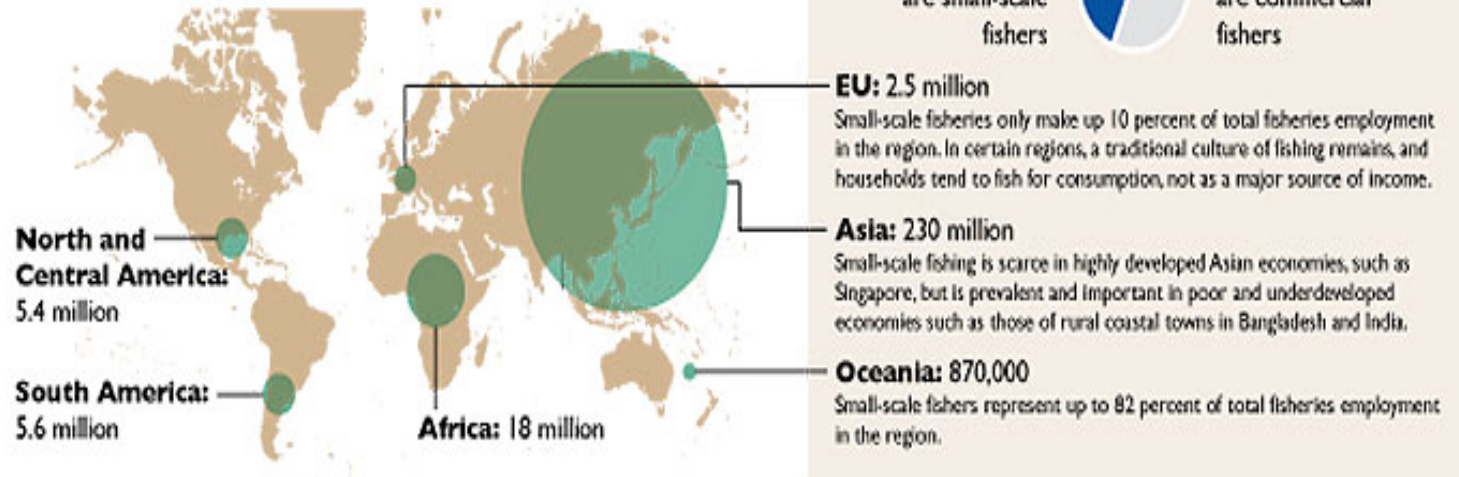 are small-scale
fishers
are commercial
fishers
EU: 2.5 million
Small-scale fisheries only make up 10 percent of total fisheries employment
in the region. In certain regions, a traditional culture of fishing remains, and
households tend to fish for consumption, not as a major source of income.
North and
Central America:
5.4 million
Asia: 230 million
Small-scale fishing is scarce in highly developed Asian economies, such as
Singapore, but is prevalent and important in poor and underdeveloped
economies such as those of rural coastal towns in Bangladesh and India.
South America:
5.6 million
Africa: 18 million
Oceania: 870,000
Small-scale fishers represent up to 82 percent of total fisheries employment
in the region.